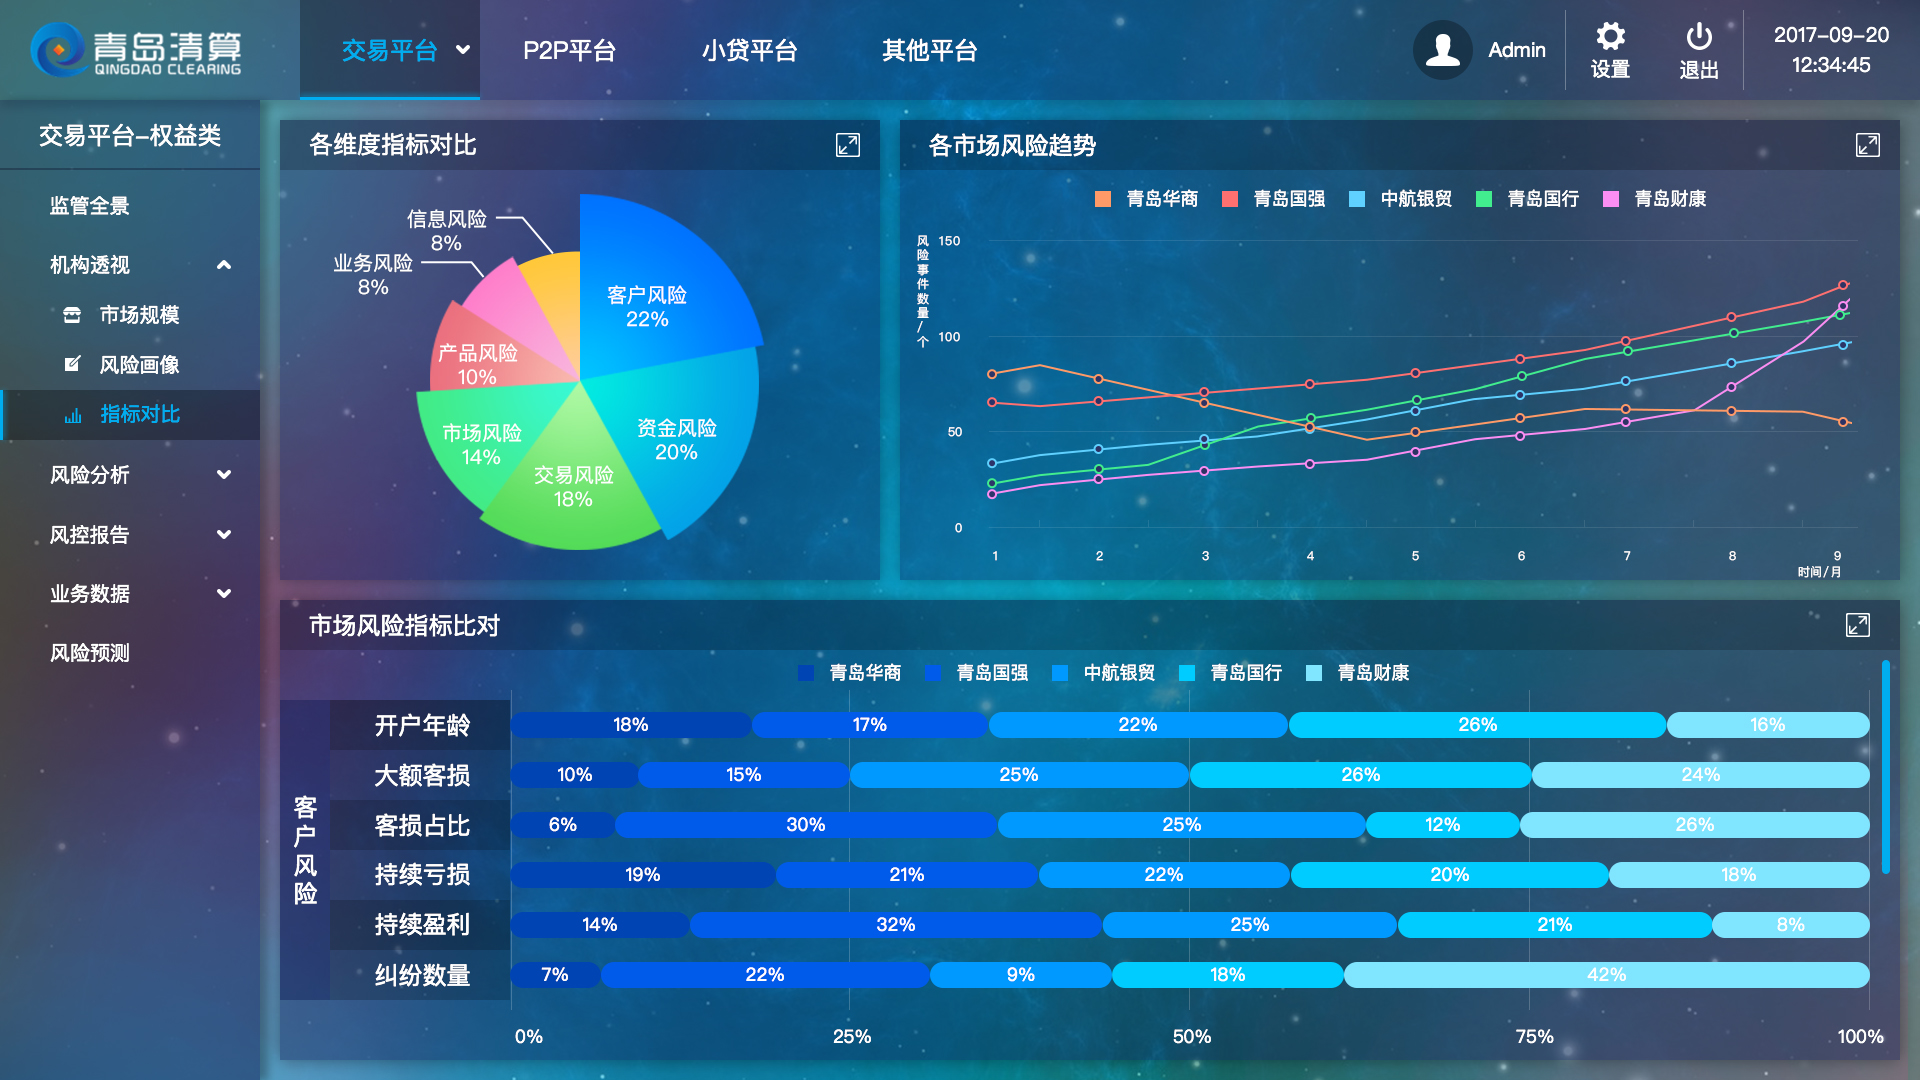 青岛清算
QINGDAO CLEARING
交易平台
P2P平台
小贷平台
其他平台
Admin
设置
退出
2017-09-20
12:34:45
交易平台-权益类
监管全景
机构透视
市场规模
风险画像
指标对比
风险分析
风控报告
业务数据
风险预测
各维度指标对比
信息风险
8%
业务风险
8%
产品风险
10%
市场风险
14%
交易风险
18%
资金风险
20%
客户风险
22%
各市场风险趋势
青岛华商 青岛国强 中航银贸 青岛国行 青岛财康
风险事件数量/个
150
100
50
0
1 2 3 4 5 6 7 8 9
时间/月
市场风险指标比对
青岛华商 青岛国强 中航银贸 青岛国行 青岛财康
客户风险
开户年龄 18% 17% 22% 26% 16%
大额客损 10% 15% 25% 26% 24%
客损占比 6% 30% 25% 12% 26%
持续亏损 19% 21% 22% 20% 18%
持续盈利 14% 32% 25% 21% 8%
纠纷数量 7% 22% 9% 18% 42%
0% 25% 50% 75% 100%